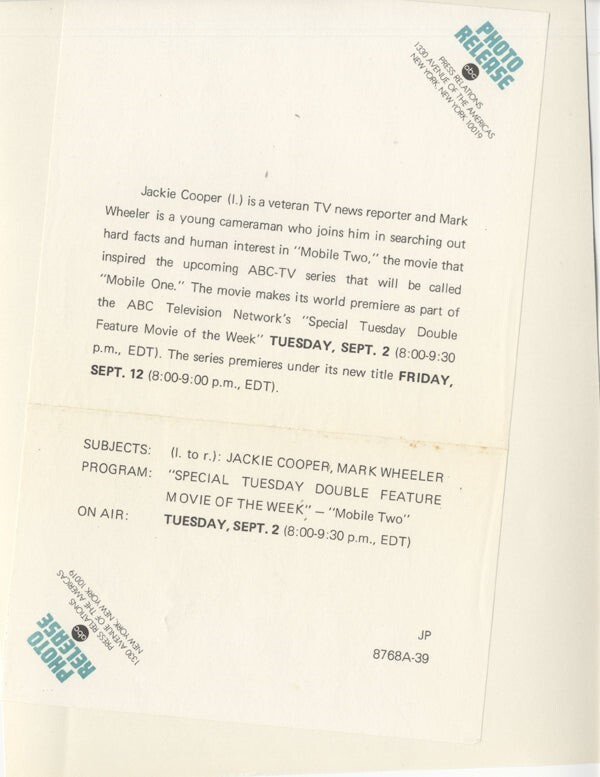 PHOTO
RELEASE
abc
PRESS RELATIONS
1330 AVENUE OF THE AMERICAS
NEW YORK, NEW YORK 10019
Jackie Cooper (l.) is a veteran TV news reporter and Mark
Wheeler is a young cameraman who joins him in searching out
hard facts and human interest in "Mobile Two," the movie that
inspired the upcoming ABC-TV series that will be called
"Mobile One." The movie makes its world premiere as part of
the ABC Television Network's "Special Tuesday Double
Feature Movie of the Week" TUESDAY, SEPT. 2 (8:00-9:30
p.m., EDT). The series premieres under its new title FRIDAY,
SEPT. 12 (8:00-9:00 p.m., EDT).
SUBJECTS: (l. to r.): JACKIE COOPER, MARK WHEELER
PROGRAM: "SPECIAL TUESDAY DOUBLE FEATURE
MOVIE OF THE WEEK" — "Mobile Two"
ON AIR: TUESDAY, SEPT. 2 (8:00-9:30 p.m., EDT)
JP
8768A-39
PHOTO
RELEASE
abc
PRESS RELATIONS
1330 AVENUE OF THE AMERICAS
NEW YORK, NEW YORK 10019